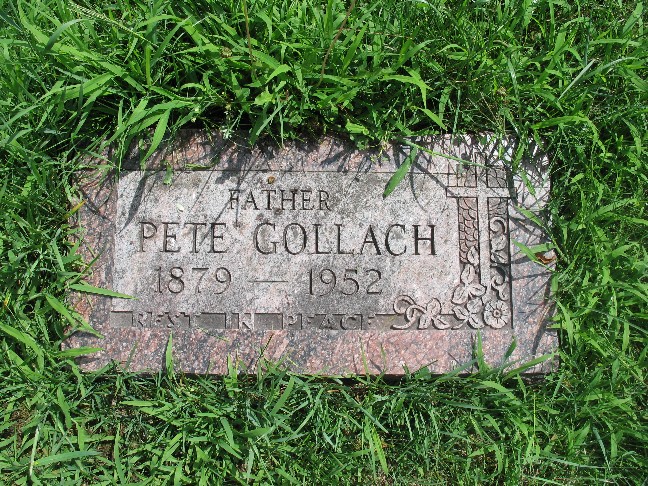 FATHER
PETE GOLLACH
1879 — 1952
REST IN PEACE